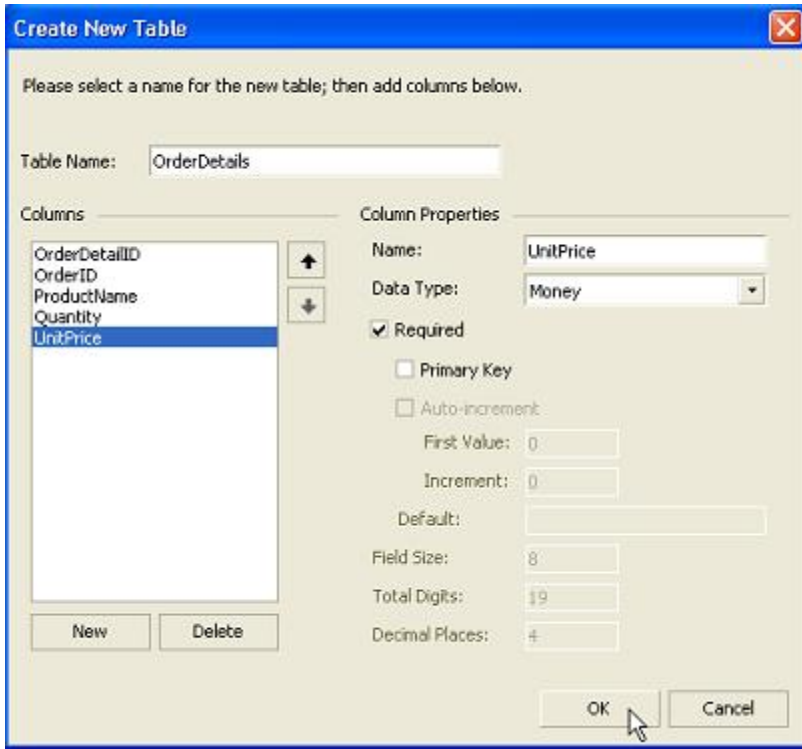 Create New Table
Please select a name for the new table; then add columns below.
Table Name: OrderDetails
Columns
OrderDetailID
OrderID
ProductName
Quantity
UnitPrice
New Delete
Column Properties
Name: UnitPrice
Data Type: Money
Required
Primary Key
Auto-increment
First Value: 0
Increment: 0
Default:
Field Size: 8
Total Digits: 19
Decimal Places: 4
OK Cancel